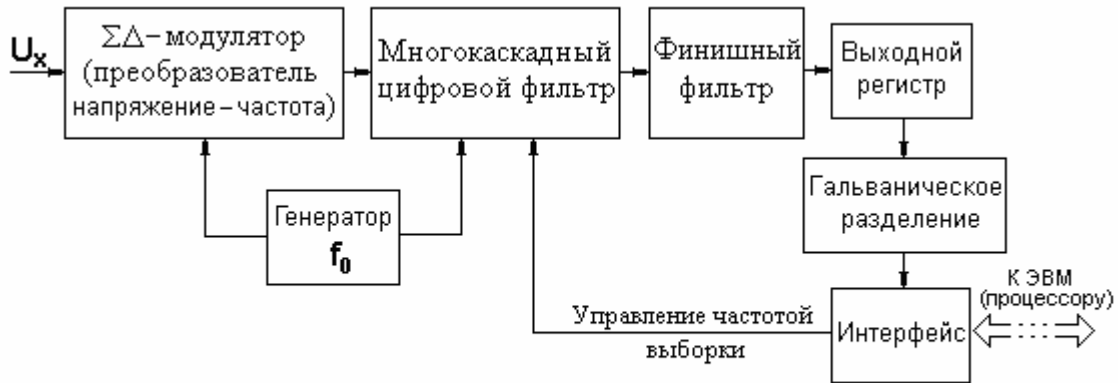 Ux
ΣΔ– модулятор
(преобразователь
напряжение – частота)
Многокаскадный
цифровой фильтр
Финишный
фильтр
Выходной
регистр
Генератор
f0
Гальваническое
разделение
Управление частотой
выборки
Интерфейс
К ЭВМ
(процессору)